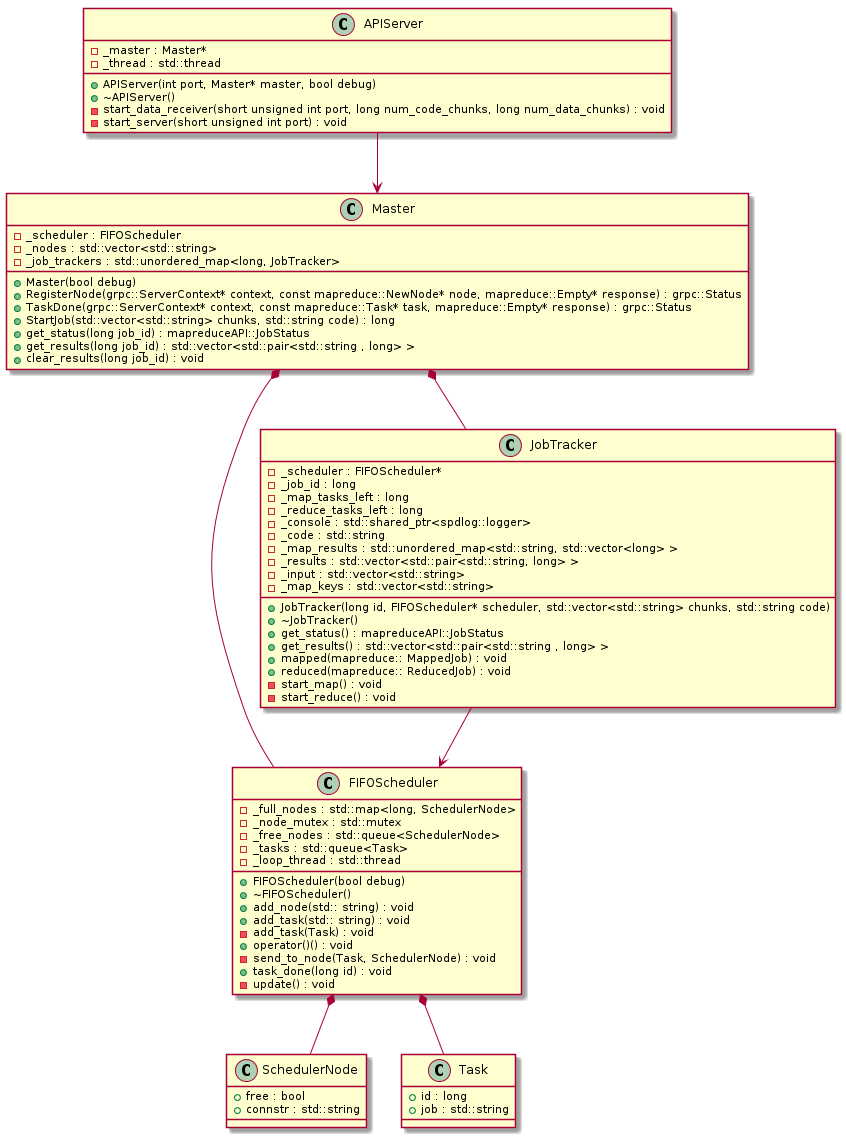 C APIServer
_master : Master*
_thread : std::thread
APIServer(int port, Master* master, bool debug)
~APIServer()
start_data_receiver(short unsigned int port, long num_code_chunks, long num_data_chunks) : void
start_server(short unsigned int port) : void
C Master
_scheduler : FIFOScheduler
_nodes : std::vector<std::string>
_job_trackers : std::unordered_map<long, JobTracker>
Master(bool debug)
RegisterNode(grpc::ServerContext* context, const mapreduce::NewNode* node, mapreduce::Empty* response) : grpc::Status
TaskDone(grpc::ServerContext* context, const mapreduce::Task* task, mapreduce::Empty* response) : grpc::Status
StartJob(std::vector<std::string> chunks, std::string code) : long
get_status(long job_id) : mapreduceAPI::JobStatus
get_results(long job_id) : std::vector<std::pair<std::string , long> >
clear_results(long job_id) : void
C JobTracker
_scheduler : FIFOScheduler*
_job_id : long
_map_tasks_left : long
_reduce_tasks_left : long
_console : std::shared_ptr<spdlog::logger>
_code : std::string
_map_results : std::unordered_map<std::string, std::vector<long> >
_results : std::vector<std::pair<std::string, long> >
_input : std::vector<std::string>
_map_keys : std::vector<std::string>
JobTracker(long id, FIFOScheduler* scheduler, std::vector<std::string> chunks, std::string code)
~JobTracker()
get_status() : mapreduceAPI::JobStatus
get_results() : std::vector<std::pair<std::string , long> >
mapped(mapreduce:: MappedJob) : void
reduced(mapreduce:: ReducedJob) : void
start_map() : void
start_reduce() : void
C FIFOScheduler
_full_nodes : std::map<long, SchedulerNode>
_node_mutex : std::mutex
_free_nodes : std::queue<SchedulerNode>
_tasks : std::queue<Task>
_loop_thread : std::thread
FIFOScheduler(bool debug)
~FIFOScheduler()
add_node(std:: string) : void
add_task(std:: string) : void
add_task(Task) : void
operator()() : void
send_to_node(Task, SchedulerNode) : void
task_done(long id) : void
update() : void
C SchedulerNode
free : bool
connstr : std::string
C Task
id : long
job : std::string